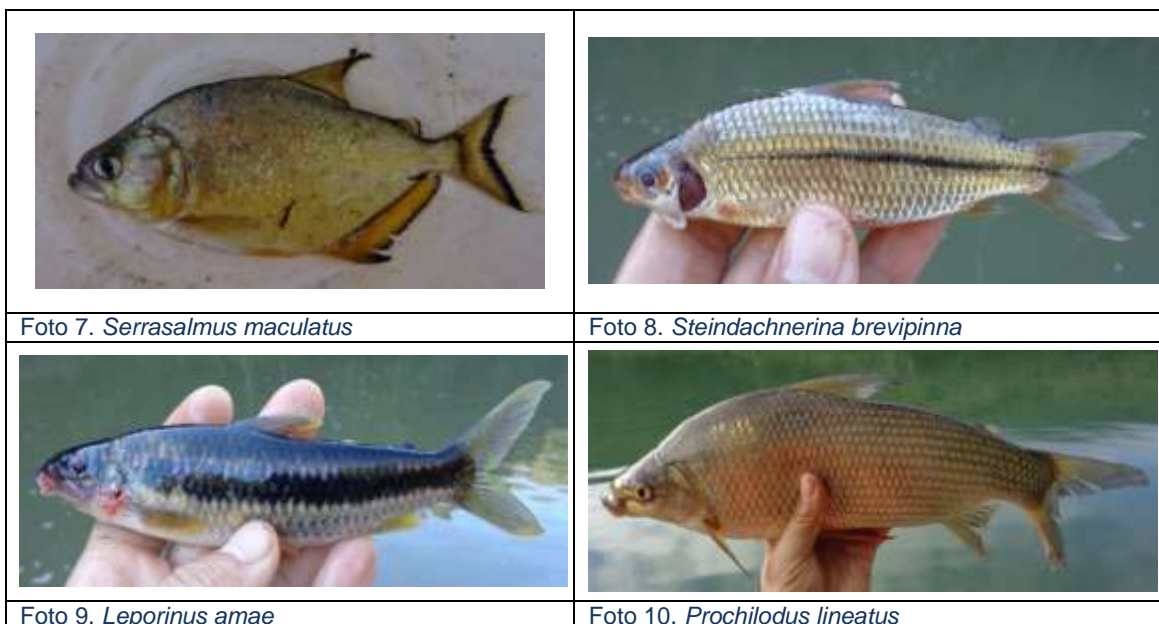 Foto 7. Serrasalmus maculatus
Foto 8. Steindachnerina brevipinna
Foto 9. Leporinus amae
Foto 10. Prochilodus lineatus